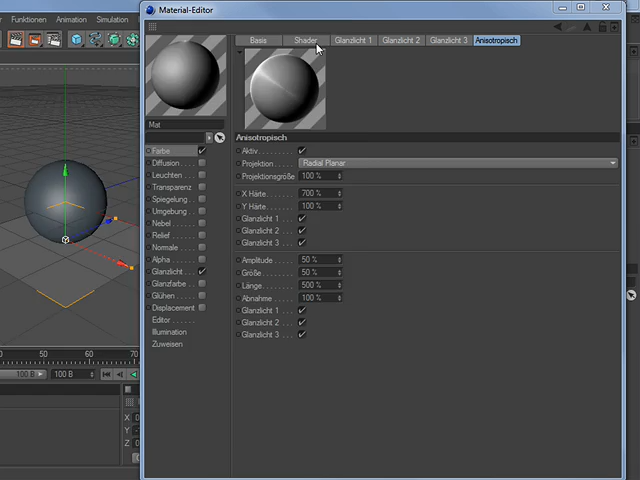 Material-Editor
Funktionen Animation Simulation
Basis Shader Glanzlicht 1 Glanzlicht 2 Glanzlicht 3 Anisotropisch
Mat
Anisotropisch
Farbe
Aktiv
Diffusion
Projektion Radial Planar
Leuchten
Projektionsgröße 100 %
Transparenz
X Härte 700 %
Spiegelung
Y Härte 100 %
Umgebung
Glanzlicht 1
Nebel
Glanzlicht 2
Relief
Glanzlicht 3
Normale
Alpha
Amplitude 50 %
Glanzlicht
Größe 50 %
Glanzfarbe
Länge 500 %
Glühen
Abnahme 100 %
Displacement
Glanzlicht 1
Editor
Glanzlicht 2
Illumination
Glanzlicht 3
Zuweisen
50 60 70
100 B 100 B
X
Y
Z